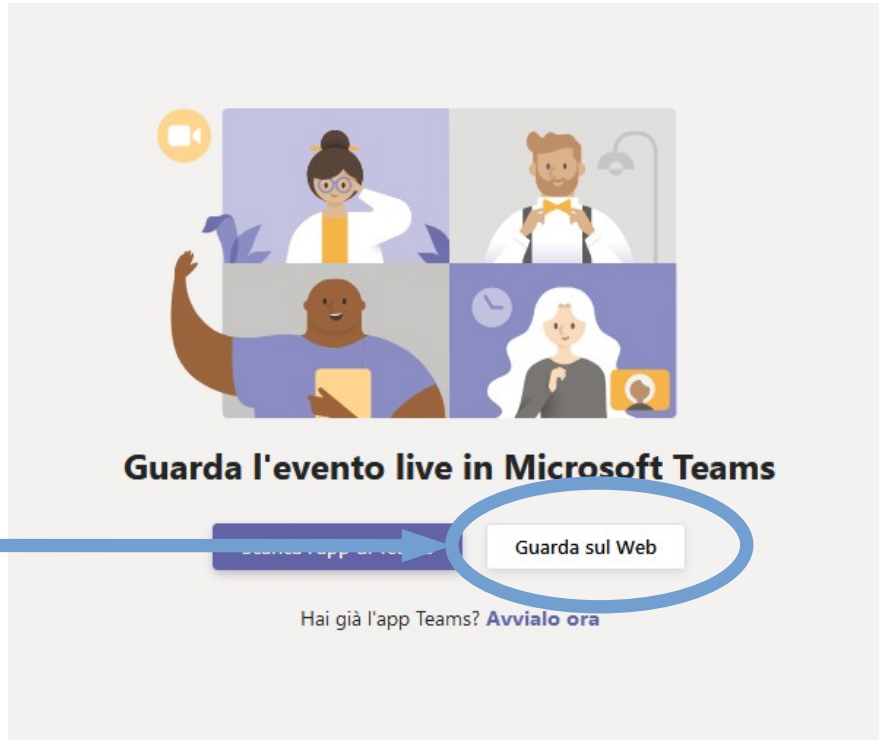 Guarda l'evento live in Microsoft Teams
Guarda sul Web
Hai già l'app Teams? Avvialo ora